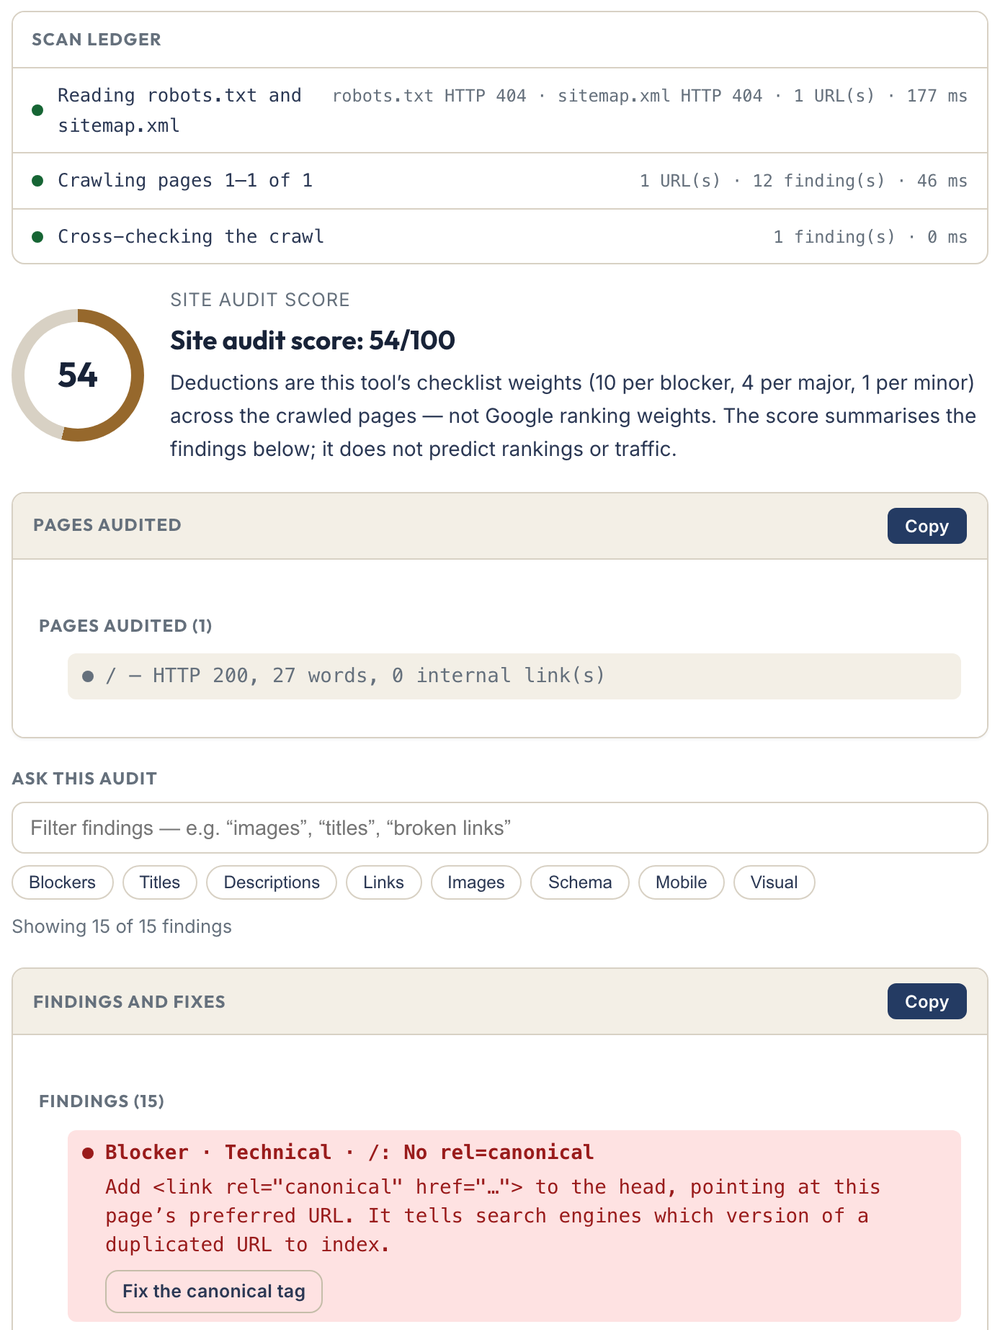 SCAN LEDGER
Reading robots.txt and
sitemap.xml
robots.txt HTTP 404 · sitemap.xml HTTP 404 · 1 URL(s) · 177 ms
Crawling pages 1–1 of 1
1 URL(s) · 12 finding(s) · 46 ms
Cross-checking the crawl
1 finding(s) · 0 ms
54
SITE AUDIT SCORE
Site audit score: 54/100
Deductions are this tool’s checklist weights (10 per blocker, 4 per major, 1 per minor)
across the crawled pages — not Google ranking weights. The score summarises the
findings below; it does not predict rankings or traffic.
PAGES AUDITED
Copy
PAGES AUDITED (1)
/ — HTTP 200, 27 words, 0 internal link(s)
ASK THIS AUDIT
Filter findings — e.g. “images”, “titles”, “broken links”
Blockers
Titles
Descriptions
Links
Images
Schema
Mobile
Visual
Showing 15 of 15 findings
FINDINGS AND FIXES
Copy
FINDINGS (15)
Blocker · Technical · /: No rel=canonical
Add <link rel="canonical" href="…"> to the head, pointing at this
page’s preferred URL. It tells search engines which version of a
duplicated URL to index.
Fix the canonical tag